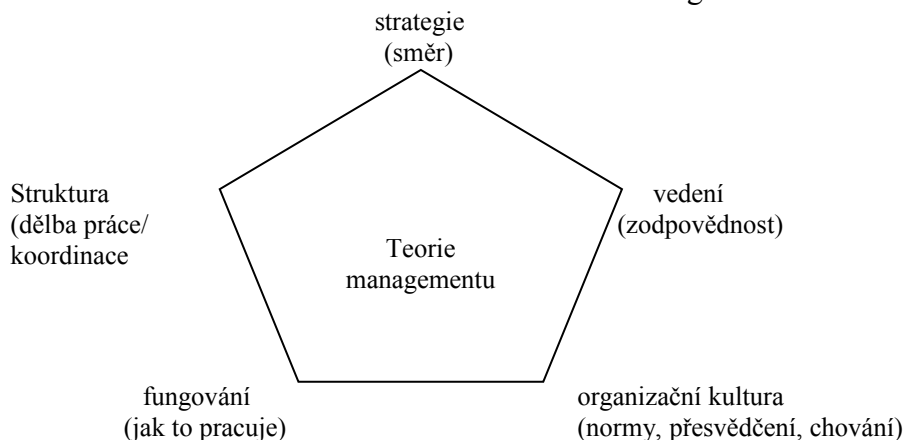 strategie
(směr)
Struktura
(dělba práce/
koordinace
vedení
(zodpovědnost)
Teorie
managementu
fungování
(jak to pracuje)
organizační kultura
(normy, přesvědčení, chování)